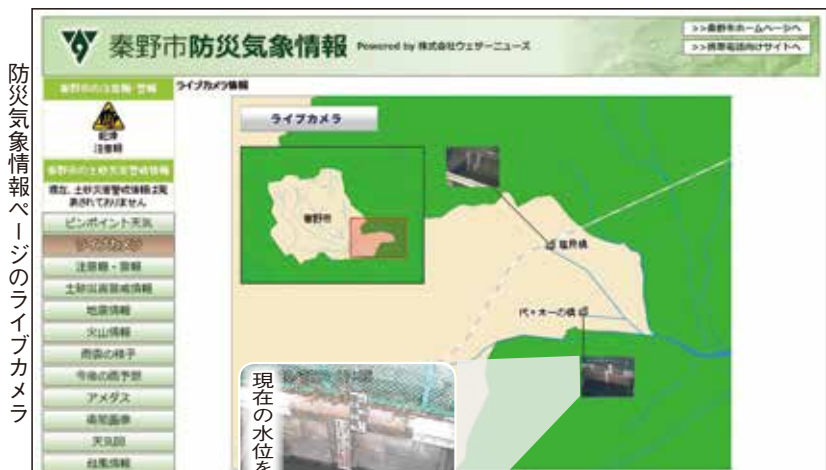 防災気象情報ページのライブカメラ
秦野市防災気象情報 Powered by 株式会社ウェザーニューズ
>>秦野市ホームページへ
>>携帯電話向けサイトへ
秦野市の注意報・警報
乾燥
注意報
秦野市の土砂災害警戒情報
現在、土砂災害警戒情報は発
表されておりません
ピンポイント天気
ライブカメラ
注意報・警報
土砂災害警戒情報
地震情報
火山情報
雨雲の様子
今後の雨予想
アメダス
衛星画像
天気図
台風情報
ライブカメラ情報
ライブカメラ
秦野市
塩見橋
代々木一の橋
現在の水位を